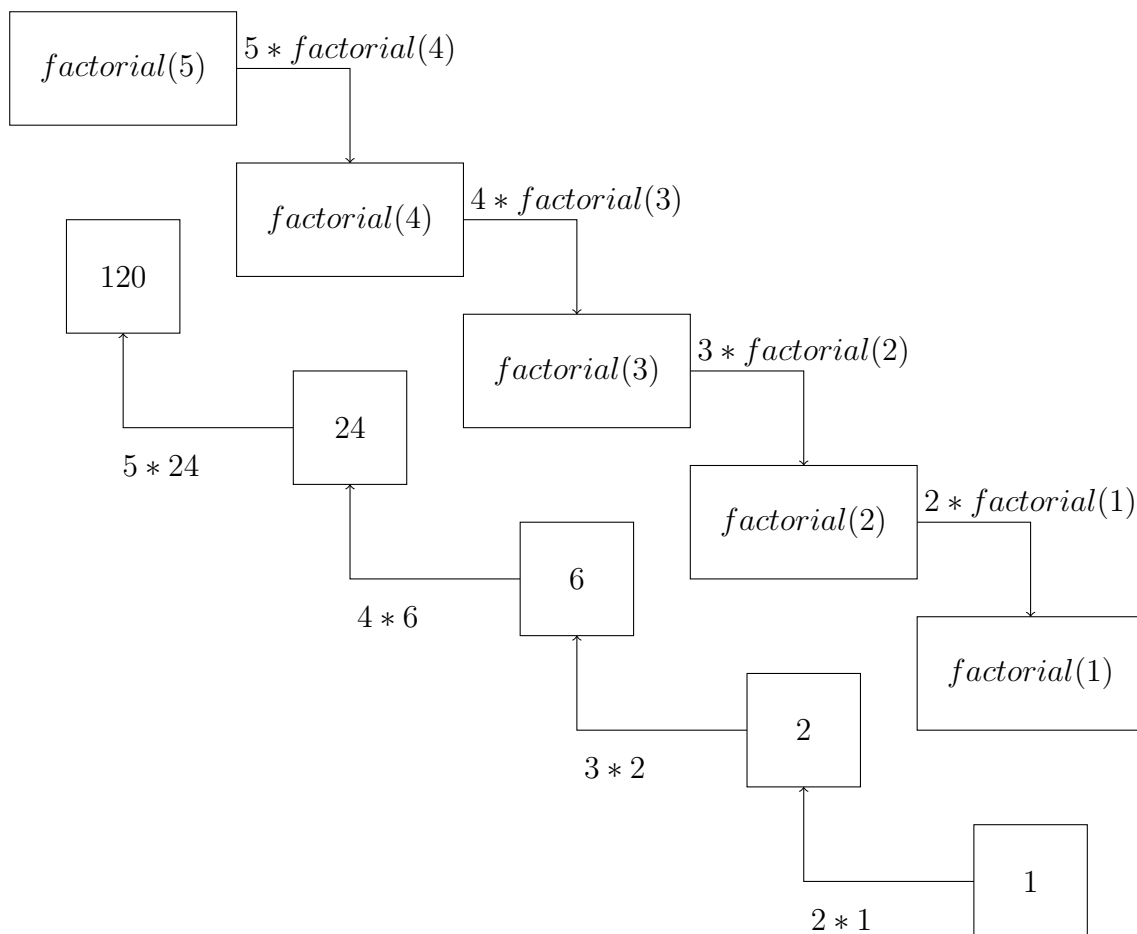 factorial(5)
5 ∗ factorial(4)
factorial(4)
4 ∗ factorial(3)
120
factorial(3)
3 ∗ factorial(2)
24
5 ∗ 24
factorial(2)
2 ∗ factorial(1)
6
4 ∗ 6
factorial(1)
2
3 ∗ 2
1
2 ∗ 1